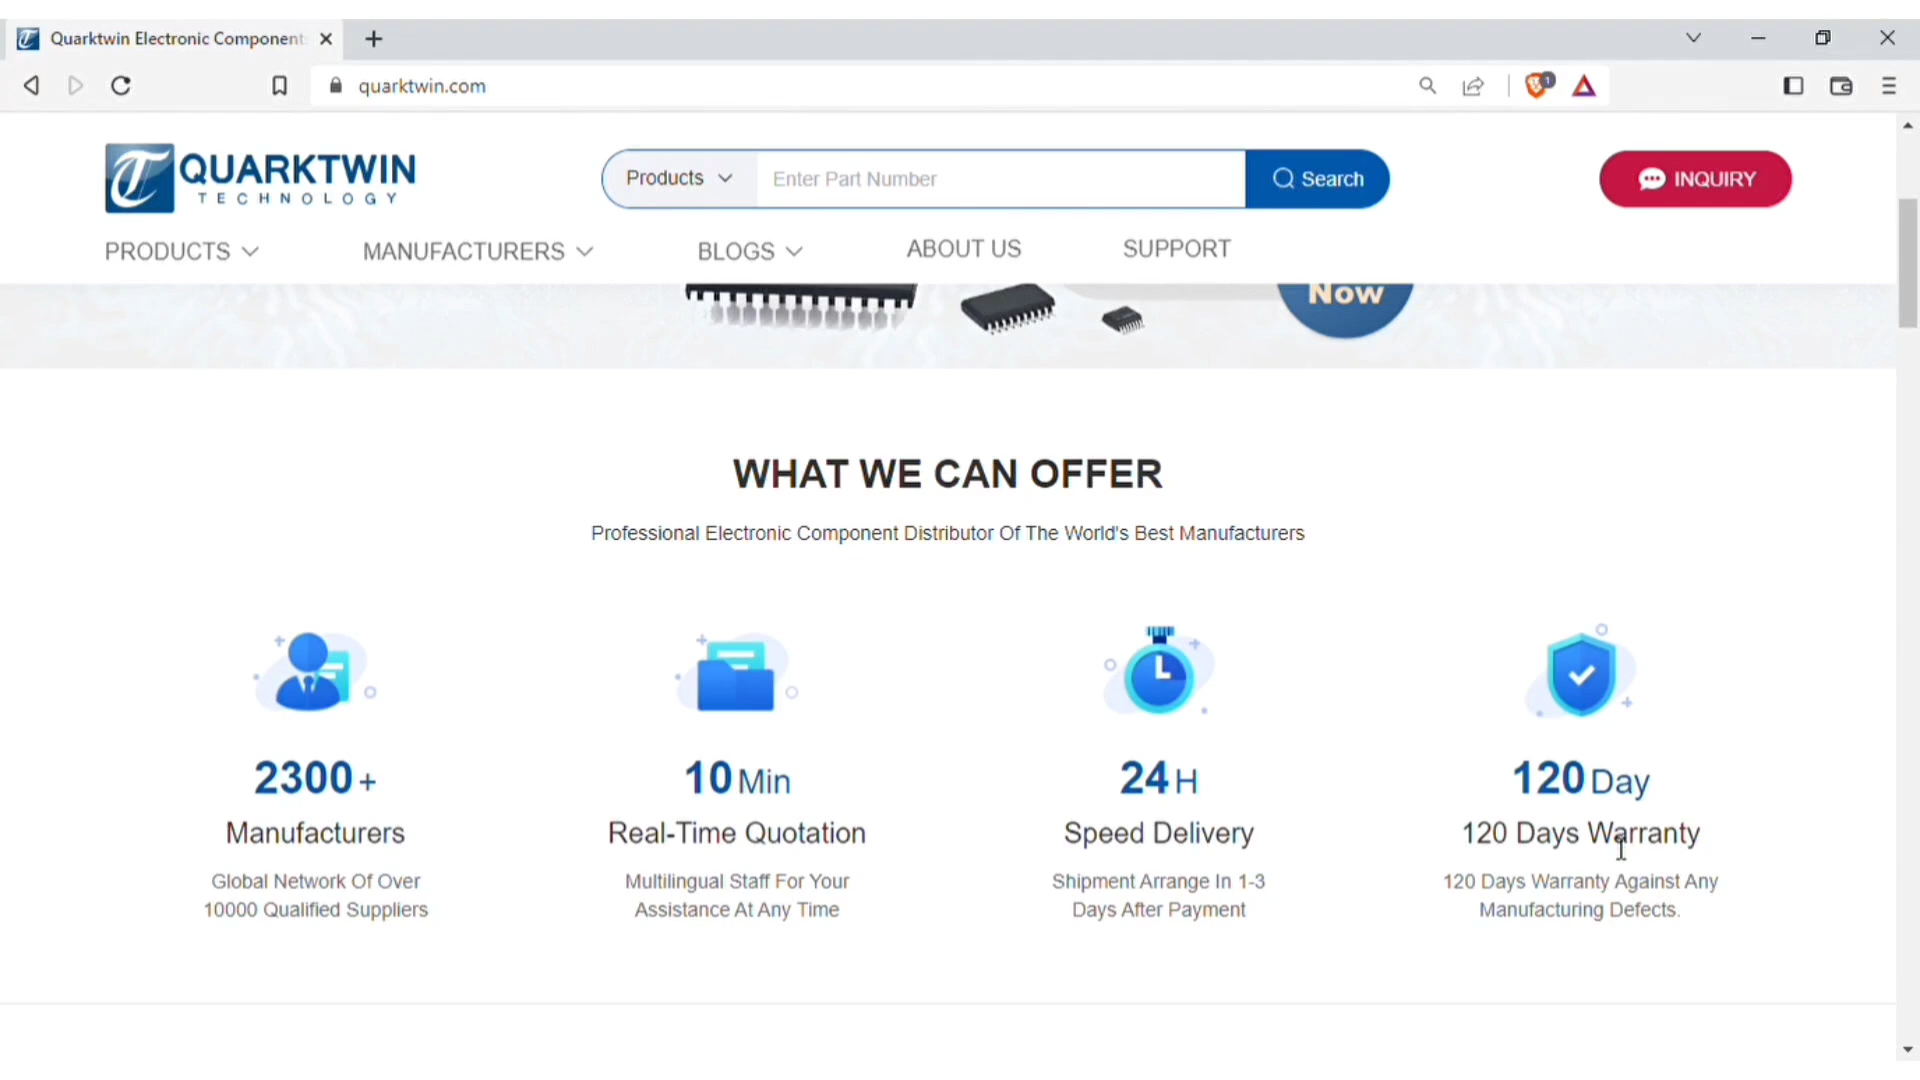 Quarktwin Electronic Component
quarktwin.com
1
QUARKTWIN
TECHNOLOGY
Products
Enter Part Number
Search
INQUIRY
PRODUCTS
MANUFACTURERS
BLOGS
ABOUT US
SUPPORT
Now
WHAT WE CAN OFFER
Professional Electronic Component Distributor Of The World's Best Manufacturers
2300+
10 Min
24 H
120 Day
Manufacturers
Real-Time Quotation
Speed Delivery
120 Days Warranty
Global Network Of Over
10000 Qualified Suppliers
Multilingual Staff For Your
Assistance At Any Time
Shipment Arrange In 1-3
Days After Payment
120 Days Warranty Against Any
Manufacturing Defects.